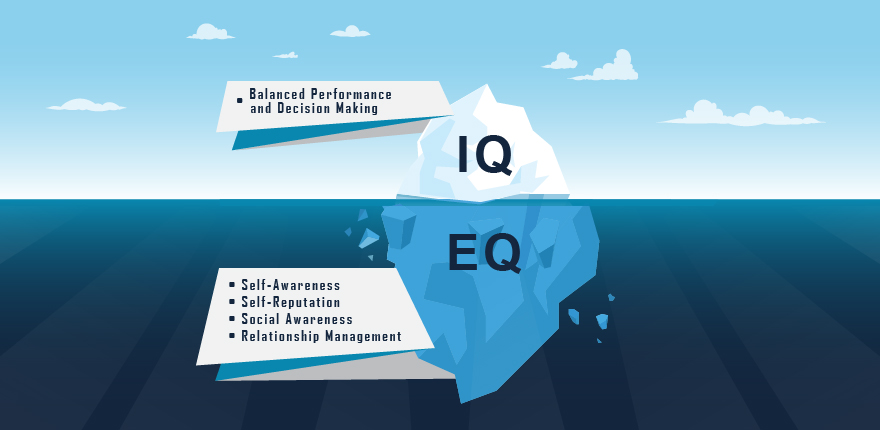 ▪ Balanced Performance
and Decision Making
IQ
EQ
▪ Self-Awareness
▪ Self-Reputation
▪ Social Awareness
▪ Relationship Management